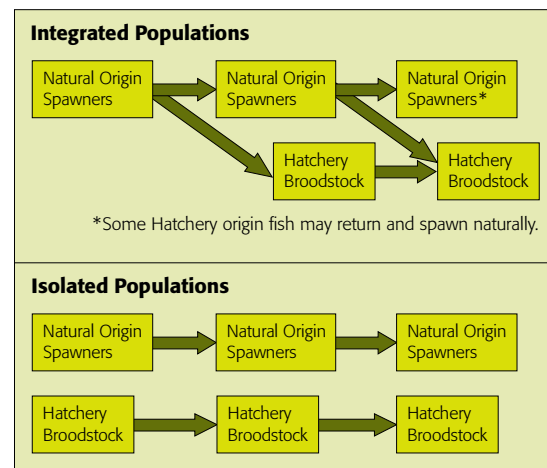 Integrated Populations
Natural Origin
Spawners
Natural Origin
Spawners
Natural Origin
Spawners*
Hatchery
Broodstock
Hatchery
Broodstock
*Some Hatchery origin fish may return and spawn naturally.
Isolated Populations
Natural Origin
Spawners
Natural Origin
Spawners
Natural Origin
Spawners
Hatchery
Broodstock
Hatchery
Broodstock
Hatchery
Broodstock